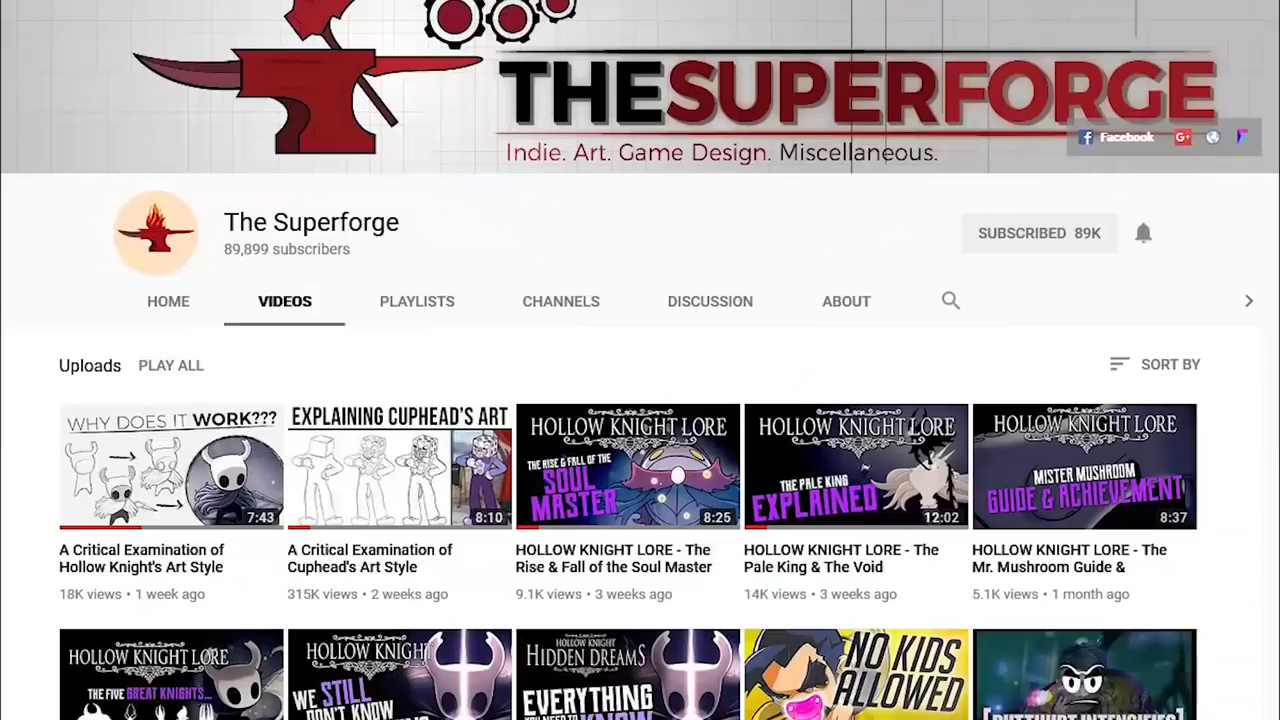 THESUPERFORGE
Facebook
G+
Indie. Art. Game Design. Miscellaneous.
The Superforge
89,899 subscribers
SUBSCRIBED 89K
HOME VIDEOS PLAYLISTS CHANNELS DISCUSSION ABOUT
Uploads PLAY ALL SORT BY
WHY DOES IT WORK???
7:43
EXPLAINING CUPHEAD'S ART
8:10
HOLLOW KNIGHT LORE
THE RISE & FALL OF THE
SOUL
MASTER
8:25
HOLLOW KNIGHT LORE
THE PALE KING
EXPLAINED
12:02
HOLLOW KNIGHT LORE
MISTER MUSHROOM
GUIDE & ACHIEVEMENT
8:37
A Critical Examination of
Hollow Knight's Art Style
18K views • 1 week ago
A Critical Examination of
Cuphead's Art Style
315K views • 2 weeks ago
HOLLOW KNIGHT LORE - The
Rise & Fall of the Soul Master
9.1K views • 3 weeks ago
HOLLOW KNIGHT LORE - The
Pale King & The Void
14K views • 3 weeks ago
HOLLOW KNIGHT LORE - The
Mr. Mushroom Guide &
5.1K views • 1 month ago
HOLLOW KNIGHT LORE
THE FIVE GREAT KNIGHTS...
HOLLOW KNIGH
WE STILL
DON'T KNOW
HOLLOW KNIGHT
HIDDEN DREAMS
EVERYTHING
KNOW
NO KIDS
ALLOWED